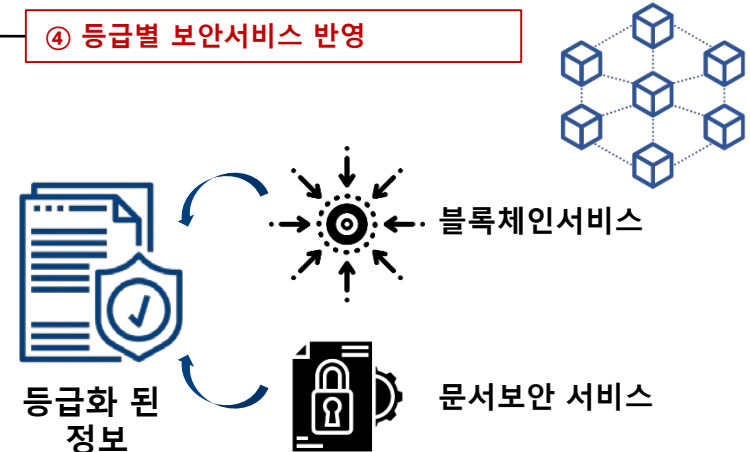 ④ 등급별 보안서비스 반영
블록체인서비스
문서보안 서비스
등급화 된
정보